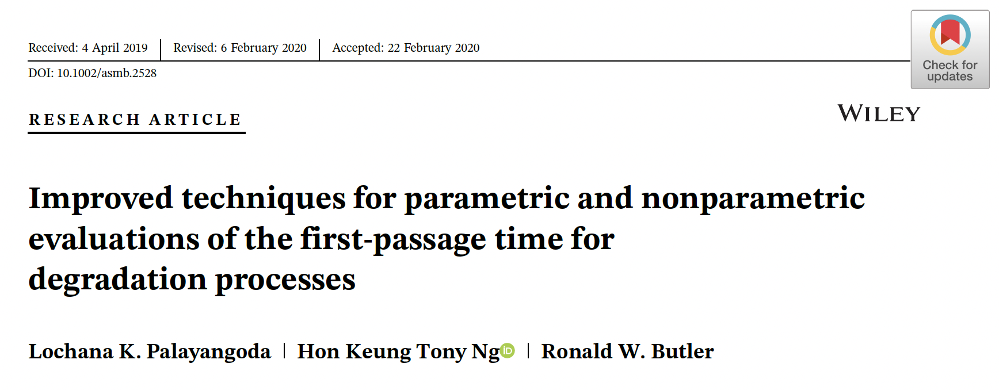 Received: 4 April 2019 Revised: 6 February 2020 Accepted: 22 February 2020
DOI: 10.1002/asmb.2528
Check for
updates
RESEARCH ARTICLE
WILEY
Improved techniques for parametric and nonparametric
evaluations of the first-passage time for
degradation processes
Lochana K. Palayangoda Hon Keung Tony Ng iD Ronald W. Butler